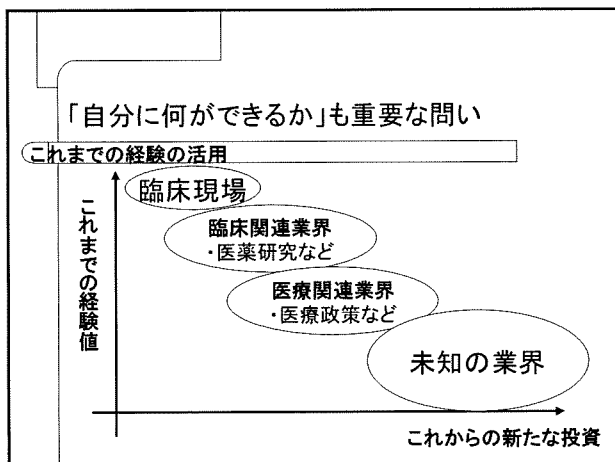 「自分に何ができるか」も重要な問い
これまでの経験の活用
これまでの経験値
臨床現場
臨床関連業界
・医薬研究など
医療関連業界
・医療政策など
未知の業界
これからの新たな投資